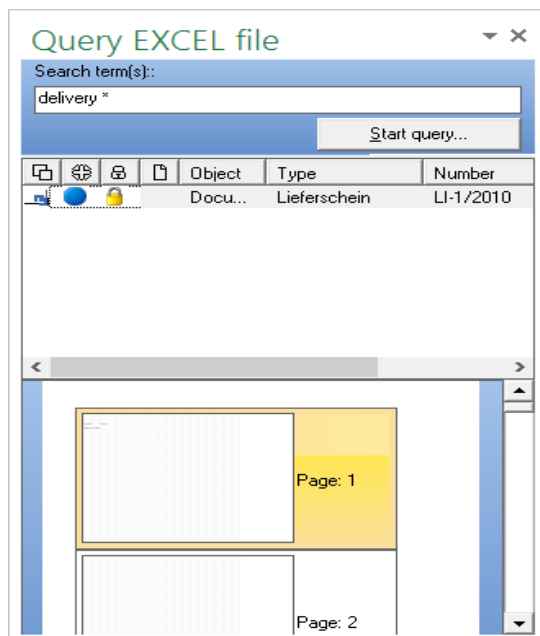 Query EXCEL file
Search term(s)::
delivery *
Start query...
Object Type Number
Docu... Lieferschein LI-1/2010
Page: 1
Page: 2